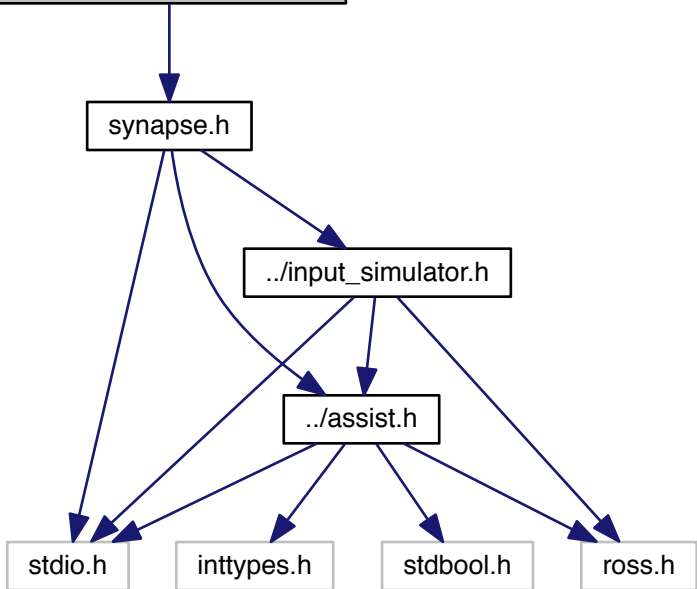 synapse.h
../input_simulator.h
../assist.h
stdio.h
inttypes.h
stdbool.h
ross.h